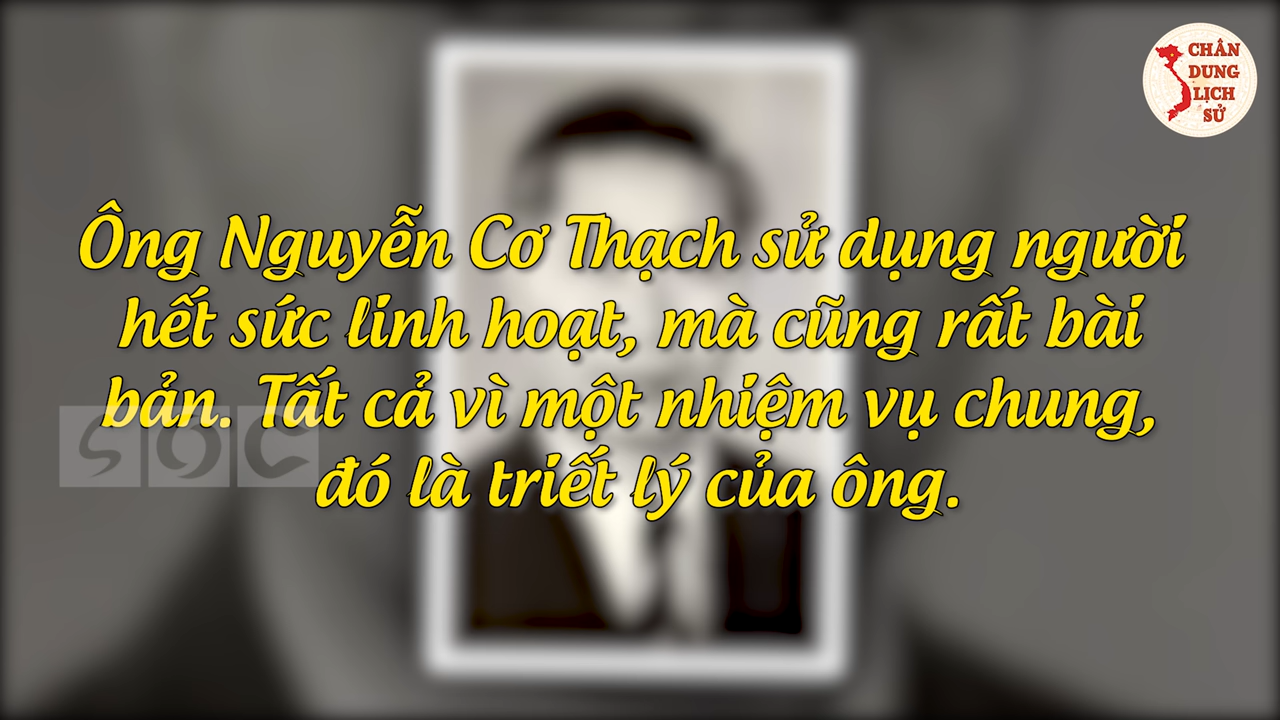 CHÂN
DUNG
LỊCH
SỬ
Ông Nguyễn Cơ Thạch sử dụng người
hết sức linh hoạt, mà cũng rất bài
bản. Tất cả vì một nhiệm vụ chung,
đó là triết lý của ông.
SOC